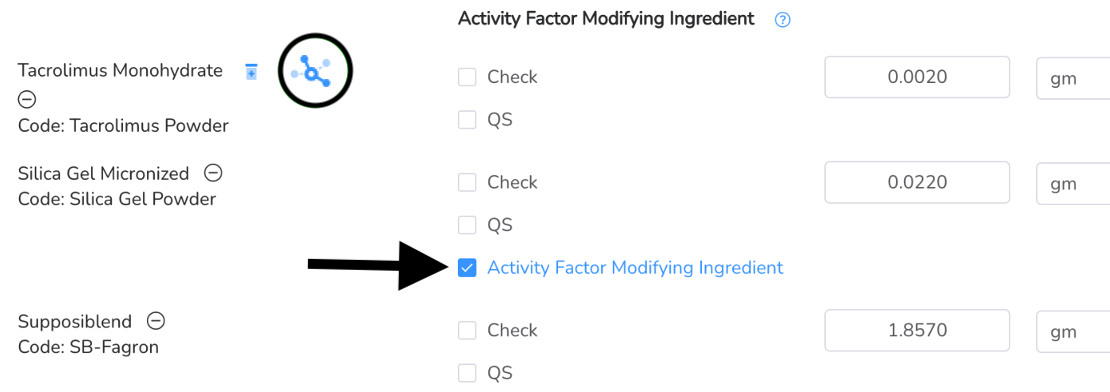 Activity Factor Modifying Ingredient ?
Tacrolimus Monohydrate
Check
0.0020
gm
Code: Tacrolimus Powder
QS
Silica Gel Micronized
Check
0.0220
gm
Code: Silica Gel Powder
QS
Activity Factor Modifying Ingredient
Supposiblend
Check
1.8570
gm
Code: SB-Fagron
QS